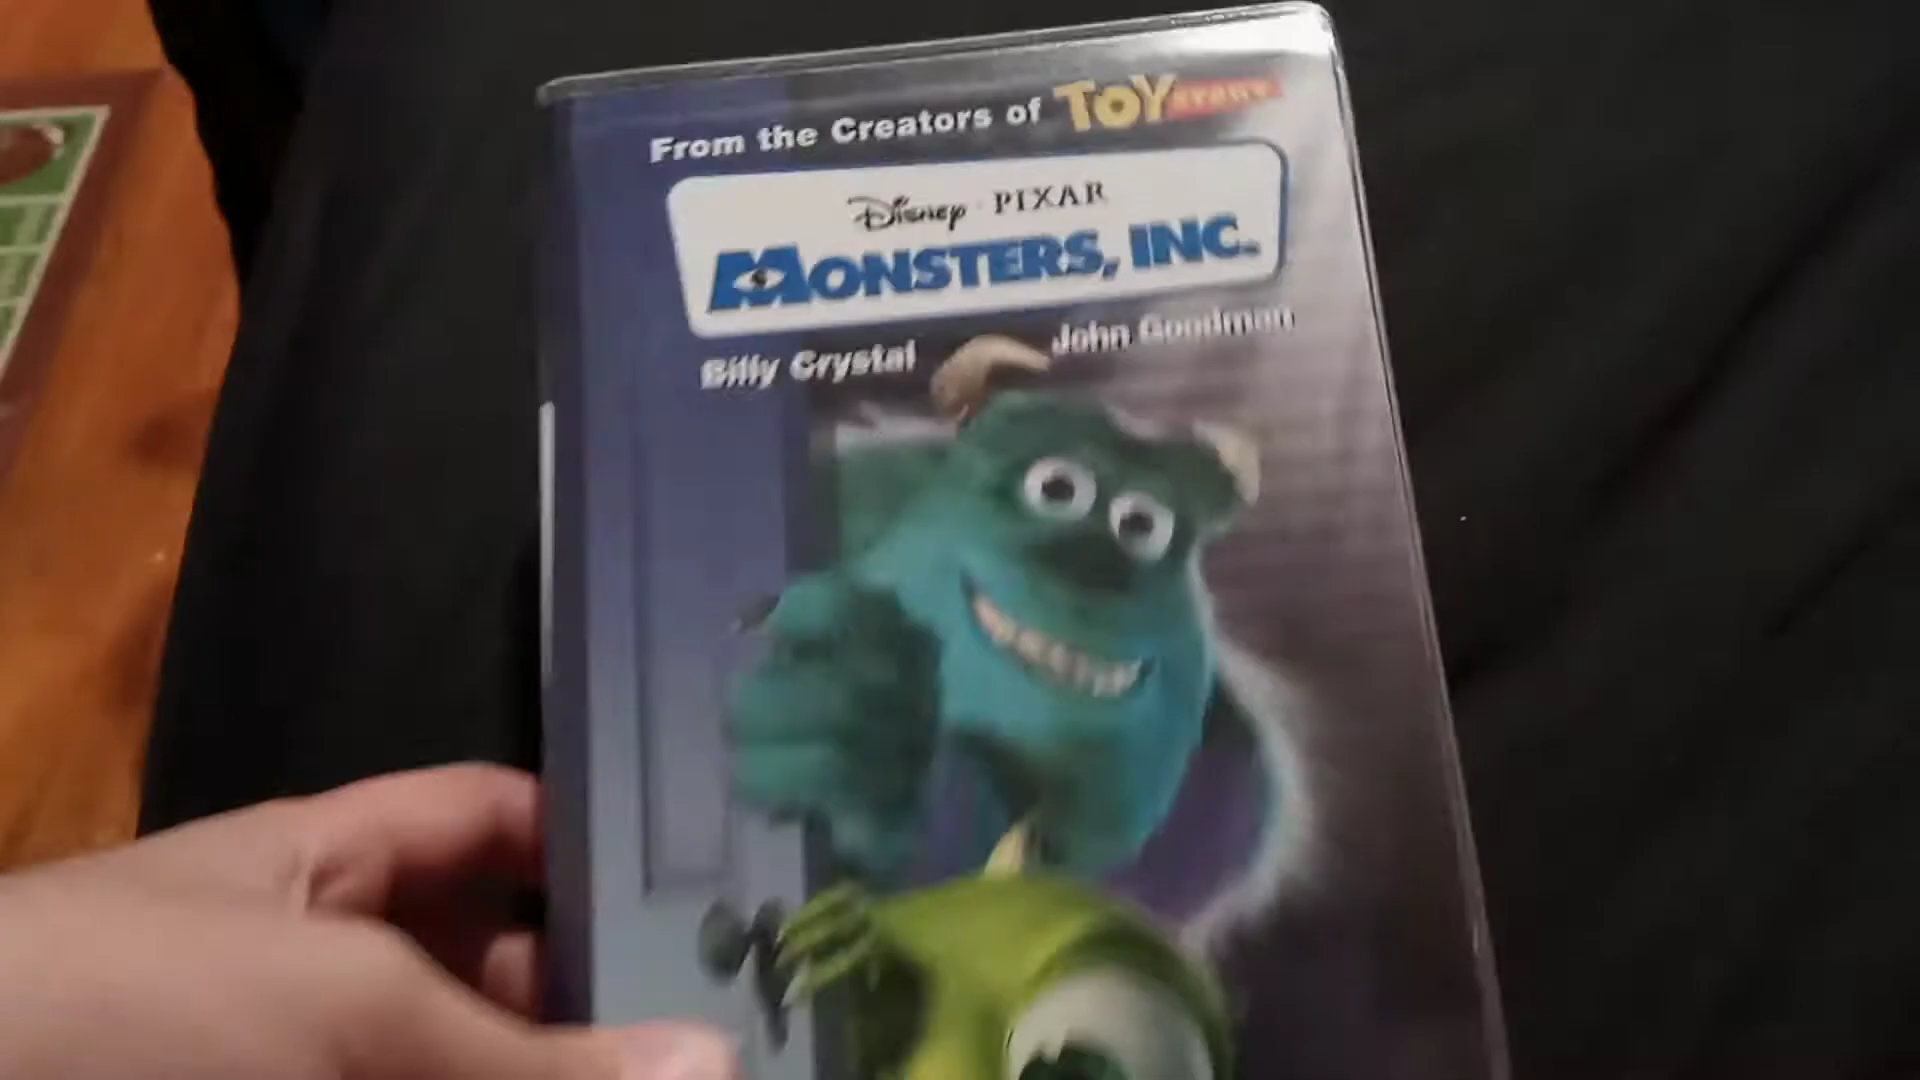 From the Creators of TOY STORY
Disney · PIXAR
MONSTERS, INC.
Billy Crystal
John Goodman